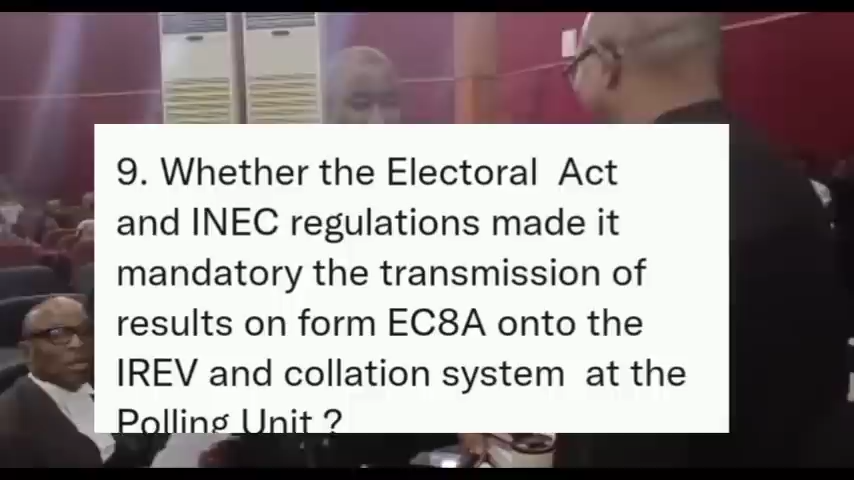 9. Whether the Electoral Act
and INEC regulations made it
mandatory the transmission of
results on form EC8A onto the
IREV and collation system at the
Polling Unit ?